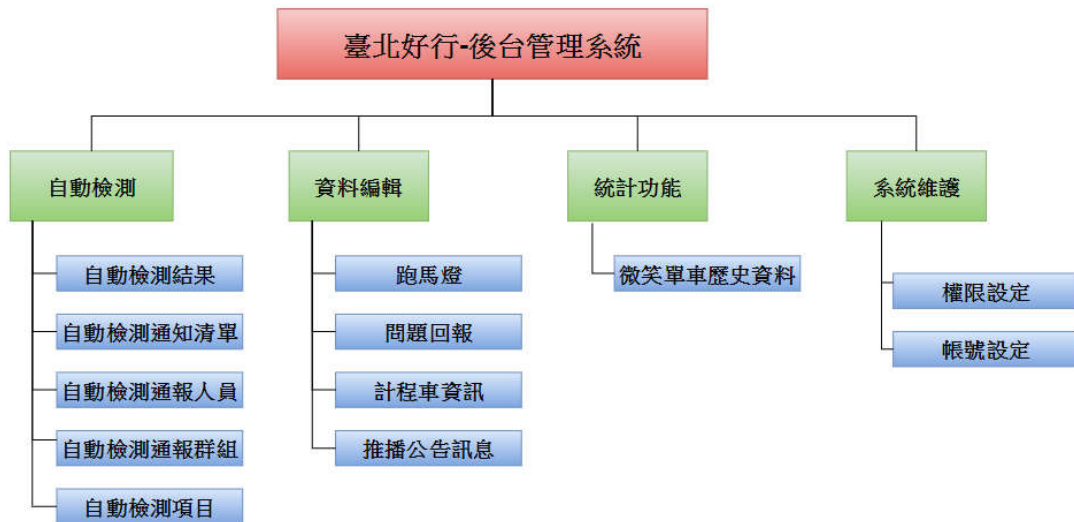 臺北好行-後台管理系統
自動檢測
資料編輯
統計功能
系統維護
自動檢測結果
自動檢測通知清單
自動檢測通報人員
自動檢測通報群組
自動檢測項目
跑馬燈
問題回報
計程車資訊
推播公告訊息
微笑單車歷史資料
權限設定
帳號設定